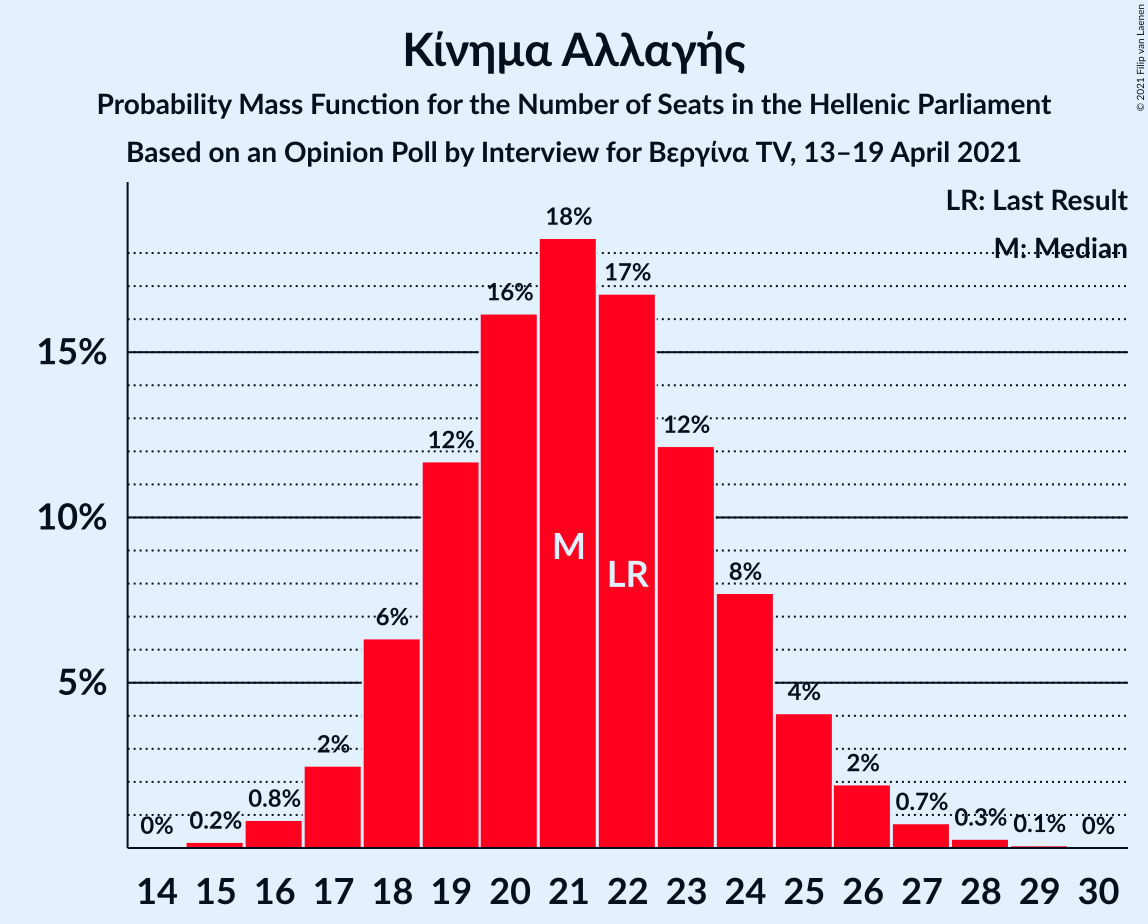 Κίνημα Αλλαγής
Probability Mass Function for the Number of Seats in the Hellenic Parliament
Based on an Opinion Poll by Interview for Βεργίνα TV, 13–19 April 2021
© 2021 Filip van Laenen
LR: Last Result
M: Median
15%
10%
5%
0%
0.2%
0.8%
2%
6%
12%
16%
18%
17%
12%
8%
4%
2%
0.7%
0.3%
0.1%
0%
M
LR
14 15 16 17 18 19 20 21 22 23 24 25 26 27 28 29 30